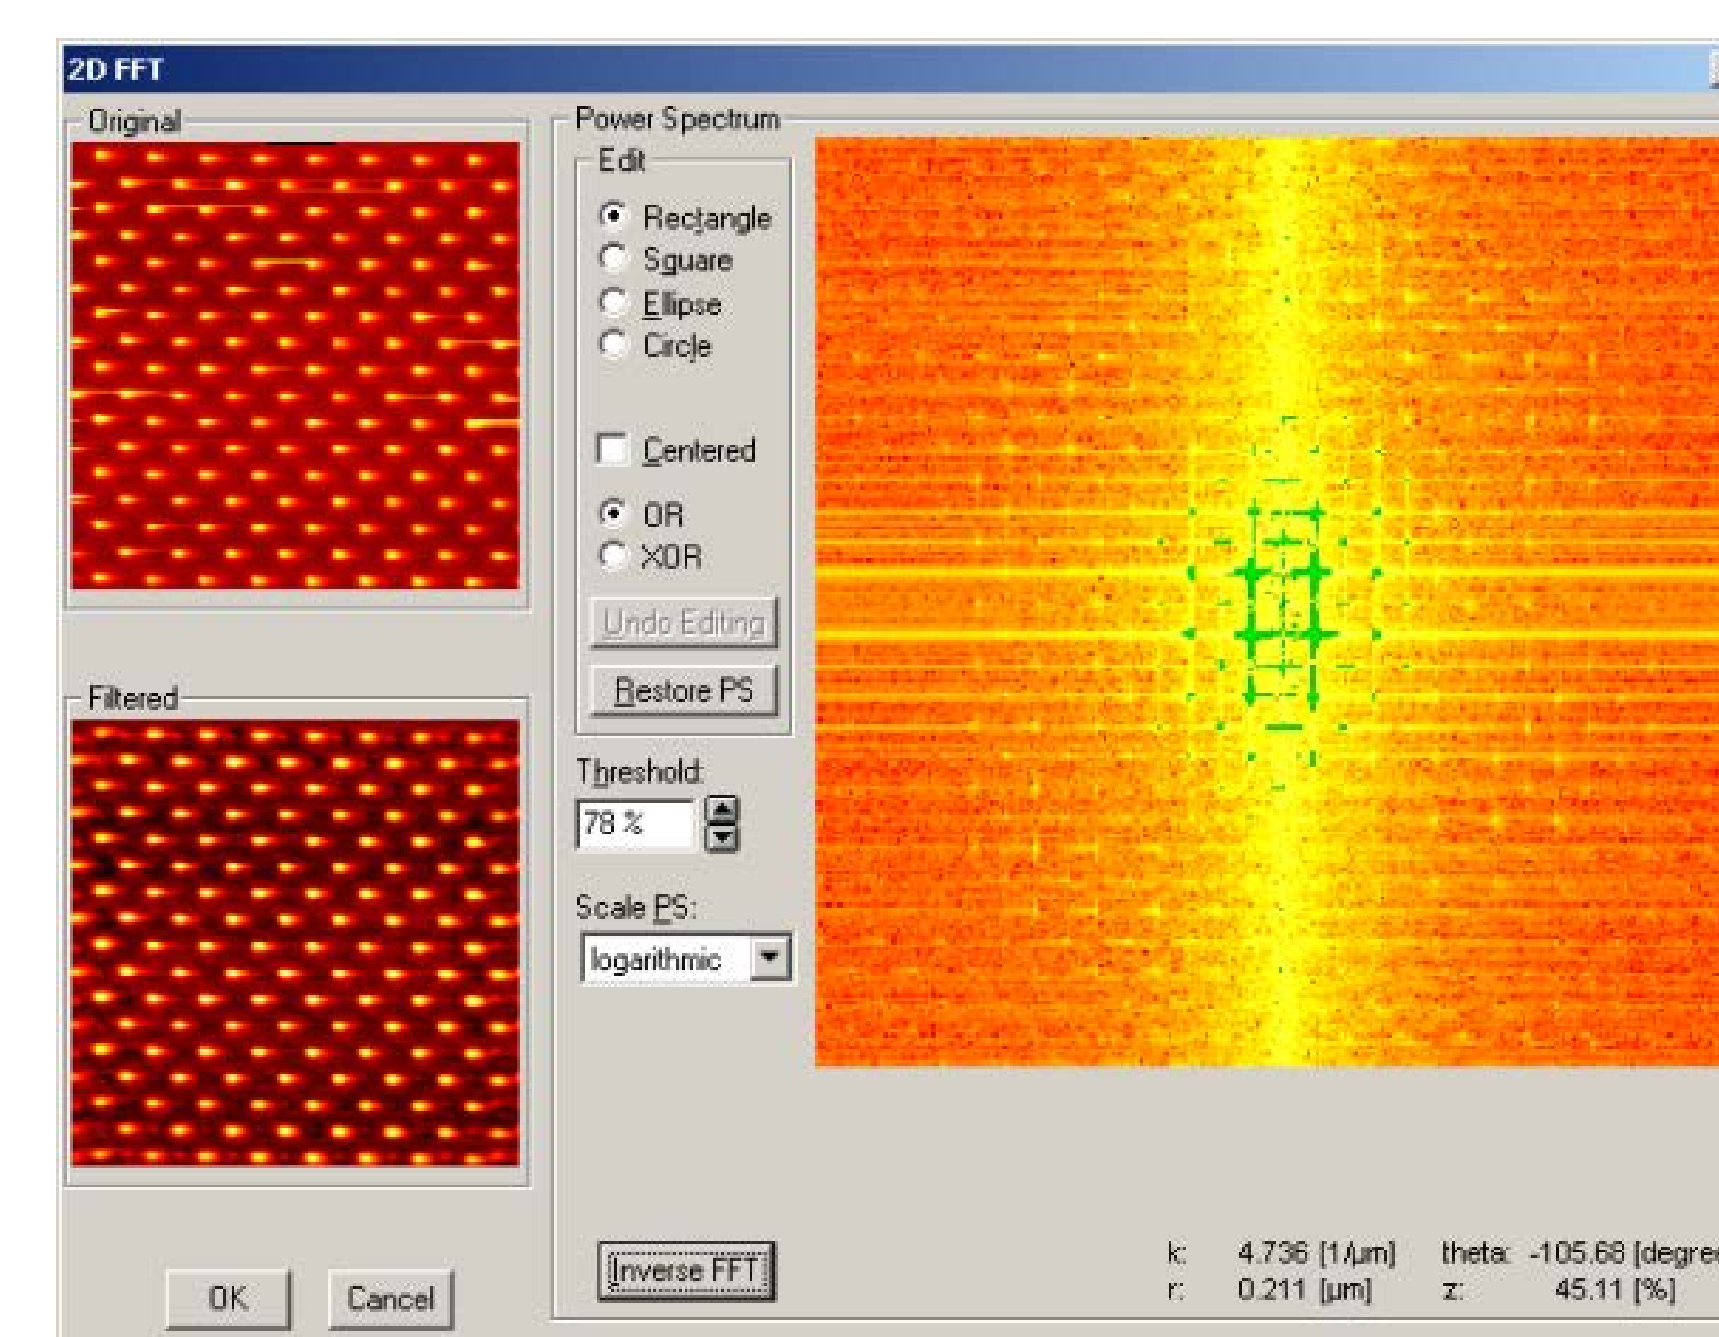 2D FFT
Original
Power Spectrum
Edit
Rectangle
Square
Ellipse
Circle
Centered
OR
XOR
Undo Editing
Restore PS
Filtered
Threshold:
78 %
Scale PS:
logarithmic
Inverse FFT
k: 4.736 [1/µm] theta: -105.68 [degree
r: 0.211 [µm] z: 45.11 [%]
OK Cancel